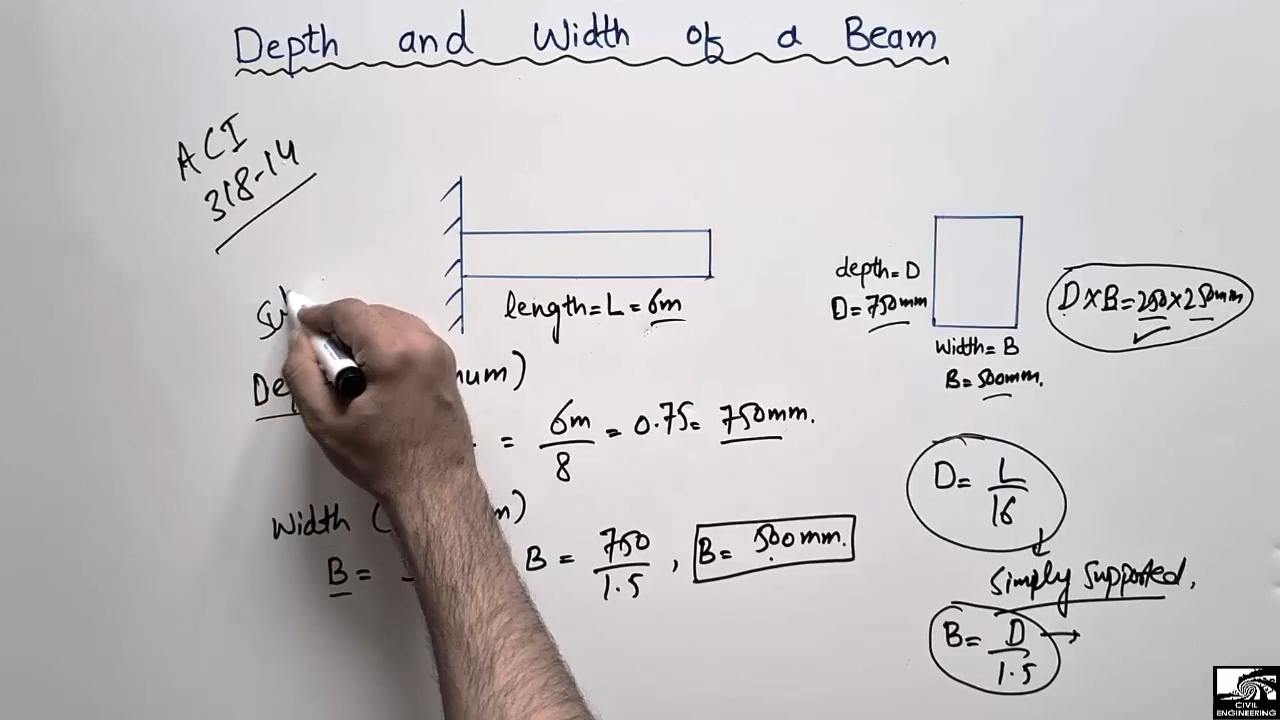 Depth and Width of a Beam
ACI
318-14
length=L=6m
depth=D
D=750mm
D×B=250×250mm
Width=B
B=500mm.
= 6m/8 = 0.75= 750mm.
D= L/16
Simply Supported.
Width (
B=
B = 750/1.5 , B= 500mm.
B= D/1.5 →
CIVIL
ENGINEERING